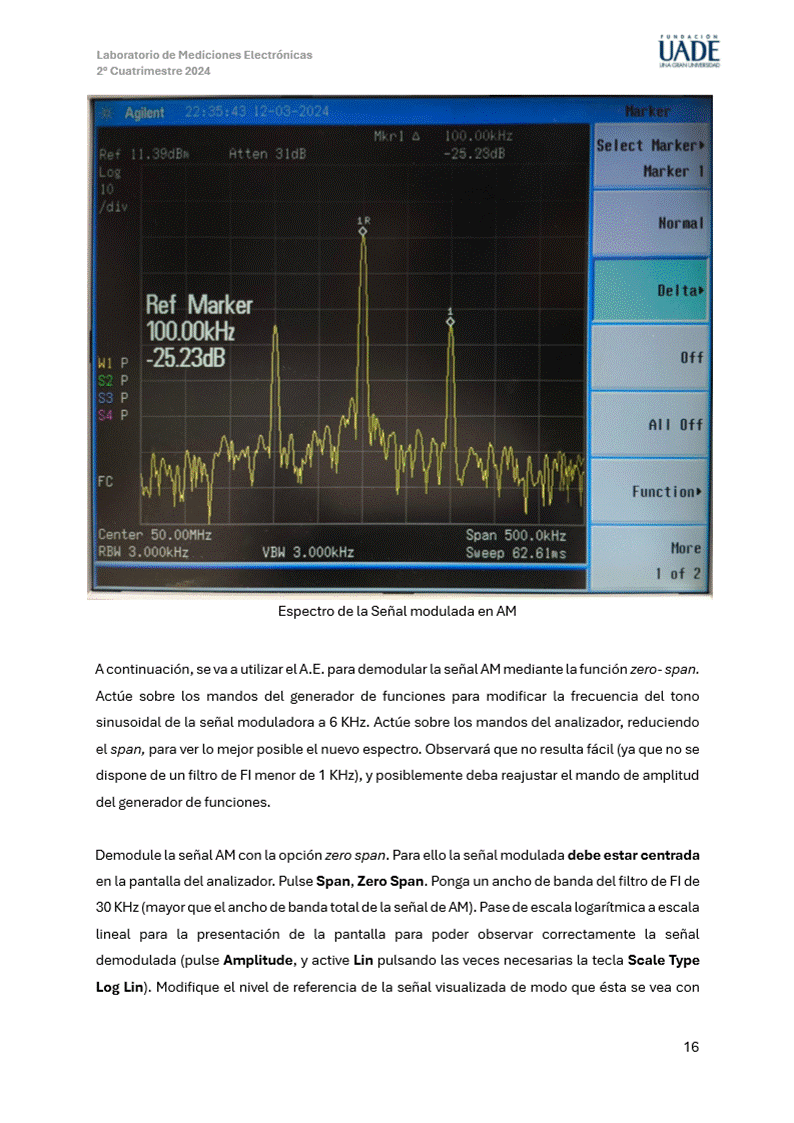 Laboratorio de Mediciones Electrónicas
2º Cuatrimestre 2024
FUNDACIÓN
UADE
UNA GRAN UNIVERSIDAD
Agilent 22:35:43 12-03-2024 Marker
Mkr1 Δ 100.00kHz
Ref 11.39dBm Atten 31dB -25.23dB
Log
10
/div
Select Marker
Marker 1
Normal
1R
Delta
Ref Marker
100.00kHz
-25.23dB
1
Off
W1 P
S2 P
S3 P
S4 P
All Off
FC
Function
Center 50.00MHz Span 500.0kHz
RBW 3.000kHz VBW 3.000kHz Sweep 62.61ms
More
1 of 2
Espectro de la Señal modulada en AM
A continuación, se va a utilizar el A.E. para demodular la señal AM mediante la función zero- span.
Actúe sobre los mandos del generador de funciones para modificar la frecuencia del tono
sinusoidal de la señal moduladora a 6 KHz. Actúe sobre los mandos del analizador, reduciendo
el span, para ver lo mejor posible el nuevo espectro. Observará que no resulta fácil (ya que no se
dispone de un filtro de FI menor de 1 KHz), y posiblemente deba reajustar el mando de amplitud
del generador de funciones.
Demodule la señal AM con la opción zero span. Para ello la señal modulada debe estar centrada
en la pantalla del analizador. Pulse Span, Zero Span. Ponga un ancho de banda del filtro de FI de
30 KHz (mayor que el ancho de banda total de la señal de AM). Pase de escala logarítmica a escala
lineal para la presentación de la pantalla para poder observar correctamente la señal
demodulada (pulse Amplitude, y active Lin pulsando las veces necesarias la tecla Scale Type
Log Lin). Modifique el nivel de referencia de la señal visualizada de modo que ésta se vea con
16